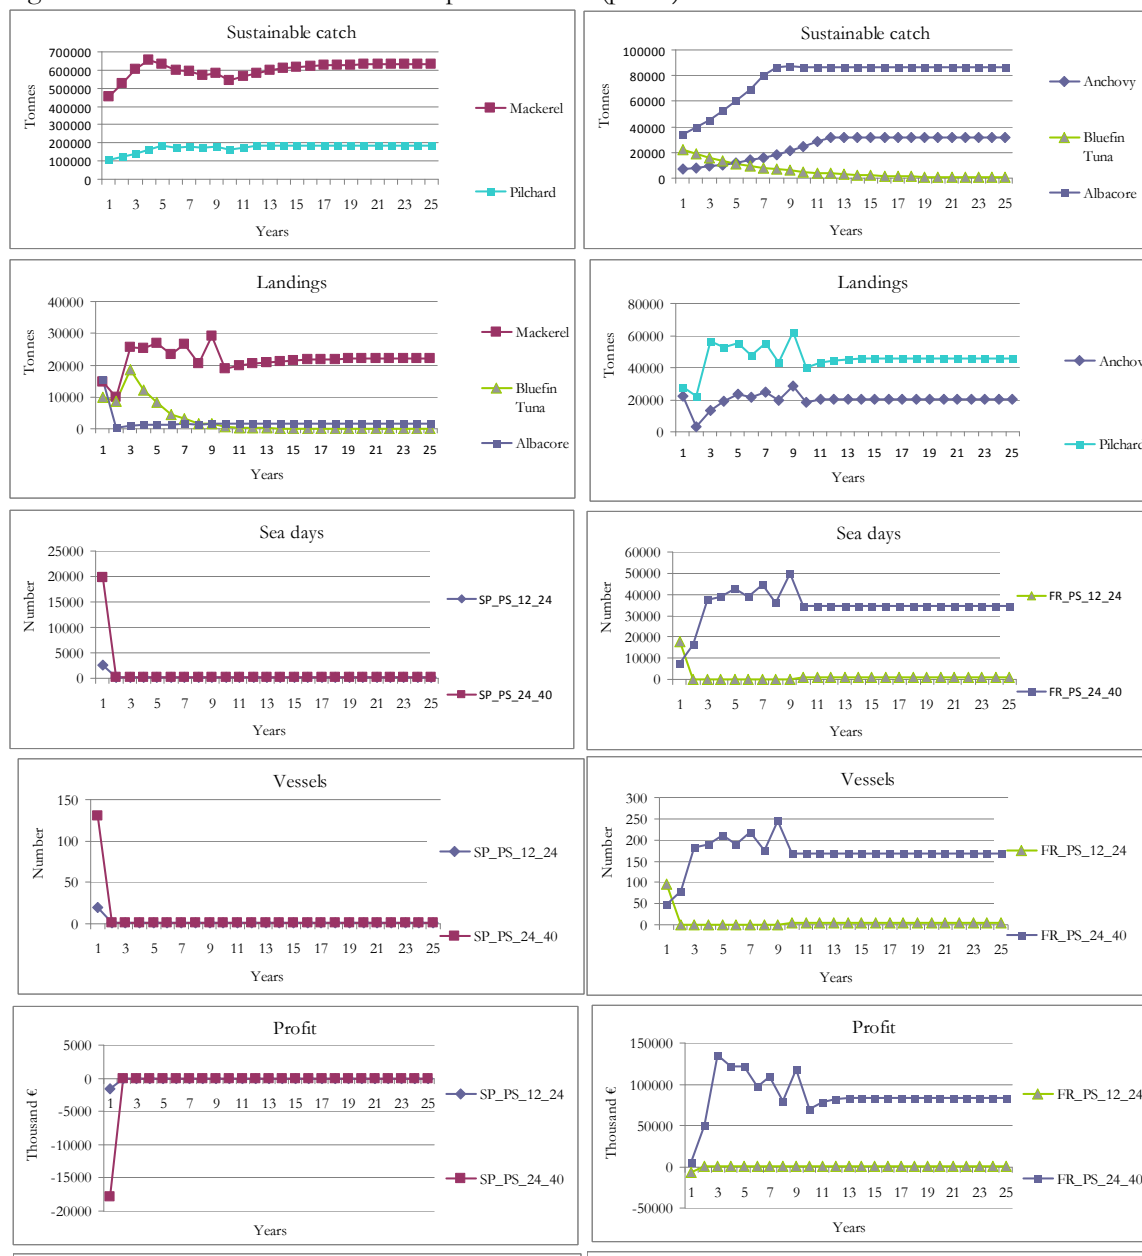 Sustainable catch
700000
600000
500000
400000
300000
200000
100000
0
Tonnes
1 3 5 7 9 11 13 15 17 19 21 23 25
Years
Mackerel
Pilchard
Sustainable catch
100000
80000
60000
40000
20000
0
Tonnes
1 3 5 7 9 11 13 15 17 19 21 23 25
Years
Anchovy
Bluefin
Tuna
Albacore
Landings
40000
30000
20000
10000
0
Tonnes
1 3 5 7 9 11 13 15 17 19 21 23 25
Years
Mackerel
Bluefin
Tuna
Albacore
Landings
80000
60000
40000
20000
0
Tonnes
1 3 5 7 9 11 13 15 17 19 21 23 25
Years
Anchovy
Pilchard
Sea days
25000
20000
15000
10000
5000
0
Number
1 3 5 7 9 11 13 15 17 19 21 23 25
Years
SP_PS_12_24
SP_PS_24_40
Sea days
60000
50000
40000
30000
20000
10000
0
Number
1 3 5 7 9 11 13 15 17 19 21 23 25
Years
FR_PS_12_24
FR_PS_24_40
Vessels
150
100
50
0
Number
1 3 5 7 9 11 13 15 17 19 21 23 25
Years
SP_PS_12_24
SP_PS_24_40
Vessels
300
250
200
150
100
50
0
Number
1 3 5 7 9 11 13 15 17 19 21 23 25
Years
FR_PS_12_24
FR_PS_24_40
Profit
5000
0
-5000
-10000
-15000
-20000
Thousand €
1 3 5 7 9 11 13 15 17 19 21 23 25
Years
SP_PS_12_24
SP_PS_24_40
Profit
150000
100000
50000
0
-50000
Thousand €
1 3 5 7 9 11 13 15 17 19 21 23 25
Years
FR_PS_12_24
FR_PS_24_40